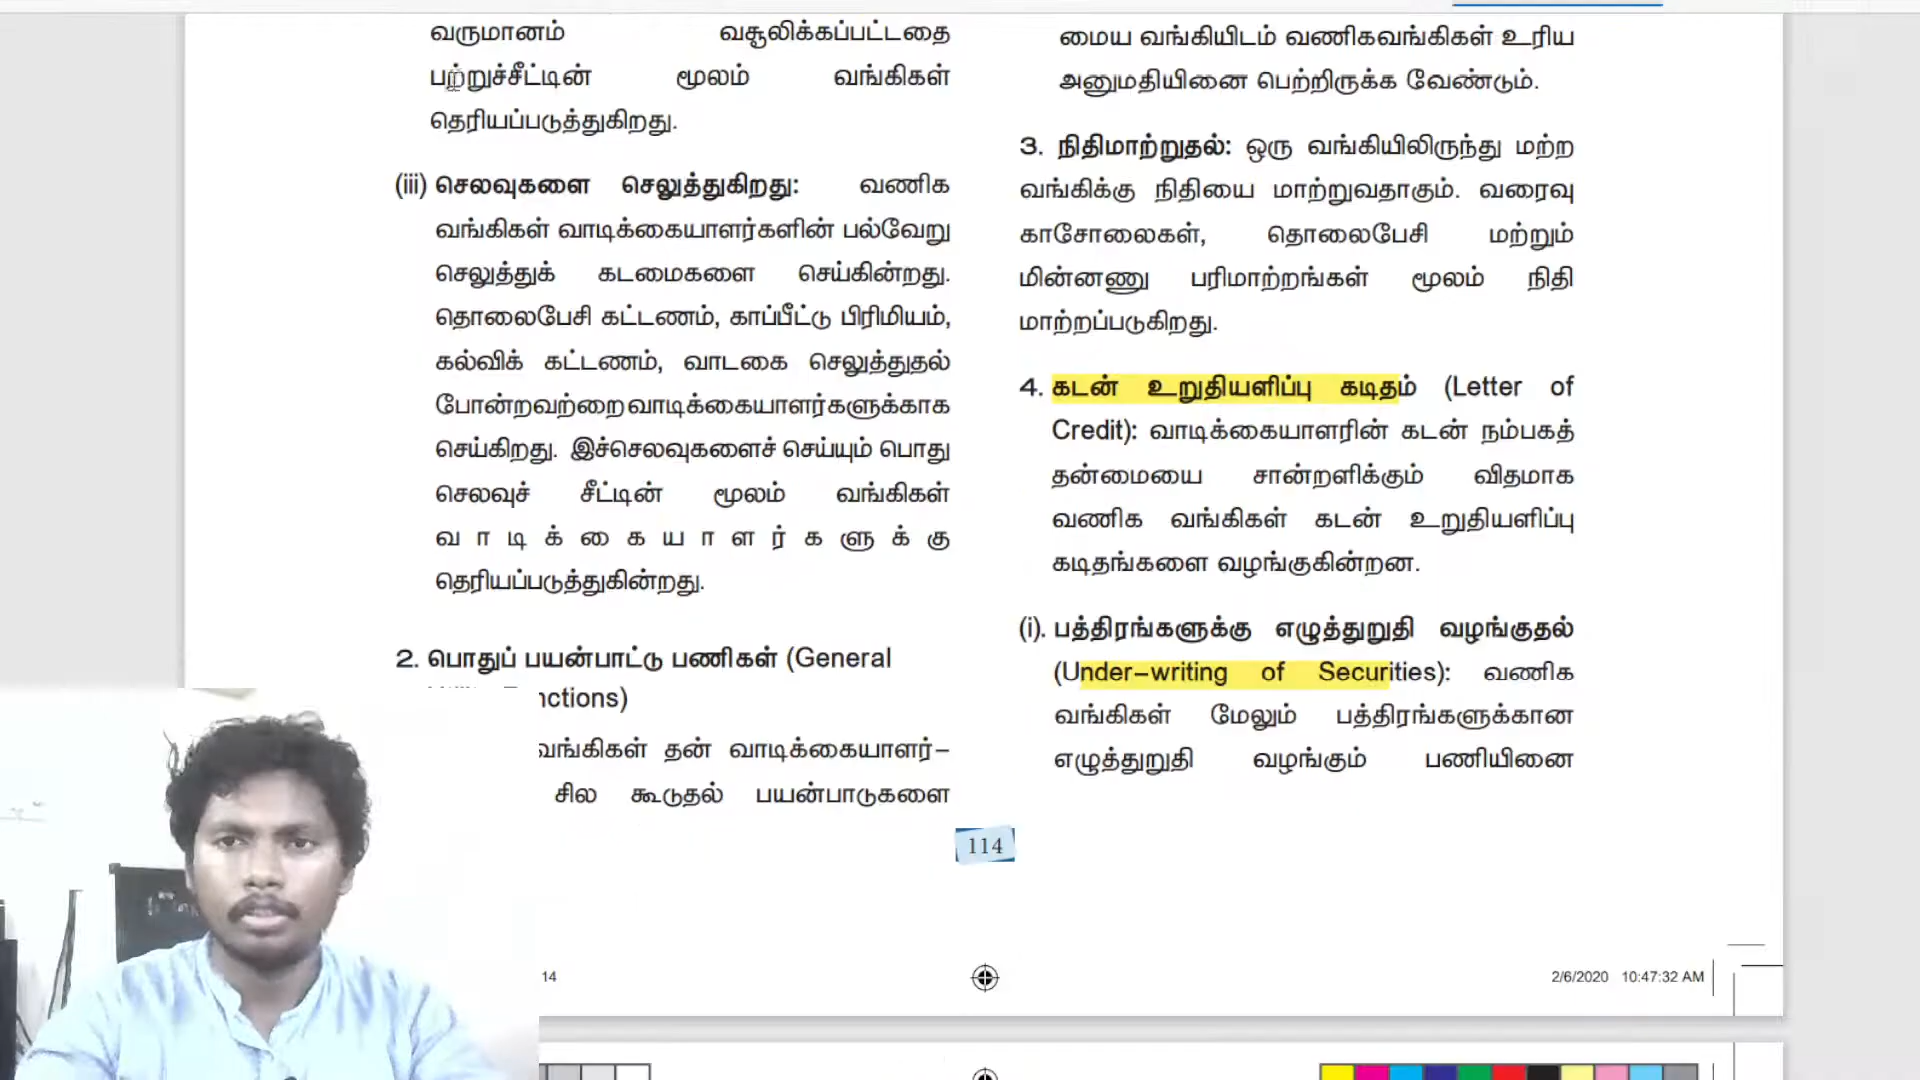 வருமானம் வசூலிக்கப்பட்டதை
பற்றுச்சீட்டின் மூலம் வங்கிகள்
தெரியப்படுத்துகிறது.
(iii) செலவுகளை செலுத்துகிறது: வணிக
வங்கிகள் வாடிக்கையாளர்களின் பல்வேறு
செலுத்துக் கடமைகளை செய்கின்றது.
தொலைபேசி கட்டணம், காப்பீட்டு பிரிமியம்,
கல்விக் கட்டணம், வாடகை செலுத்துதல்
போன்றவற்றை வாடிக்கையாளர்களுக்காக
செய்கிறது. இச்செலவுகளைச் செய்யும் பொது
செலவுச் சீட்டின் மூலம் வங்கிகள்
வாடிக்கையாளர்களுக்கு
தெரியப்படுத்துகின்றது.
2. பொதுப் பயன்பாட்டு பணிகள் (General
nctions)
வங்கிகள் தன் வாடிக்கையாளர்–
சில கூடுதல் பயன்பாடுகளை
மைய வங்கியிடம் வணிகவங்கிகள் உரிய
அனுமதியினை பெற்றிருக்க வேண்டும்.
3. நிதிமாற்றுதல்: ஒரு வங்கியிலிருந்து மற்ற
வங்கிக்கு நிதியை மாற்றுவதாகும். வரைவு
காசோலைகள், தொலைபேசி மற்றும்
மின்னணு பரிமாற்றங்கள் மூலம் நிதி
மாற்றப்படுகிறது.
4. கடன் உறுதியளிப்பு கடிதம் (Letter of
Credit): வாடிக்கையாளரின் கடன் நம்பகத்
தன்மையை சான்றளிக்கும் விதமாக
வணிக வங்கிகள் கடன் உறுதியளிப்பு
கடிதங்களை வழங்குகின்றன.
(i). பத்திரங்களுக்கு எழுத்துறுதி வழங்குதல்
(Under–writing of Securities): வணிக
வங்கிகள் மேலும் பத்திரங்களுக்கான
எழுத்துறுதி வழங்கும் பணியினை
114
14
2/6/2020 10:47:32 AM